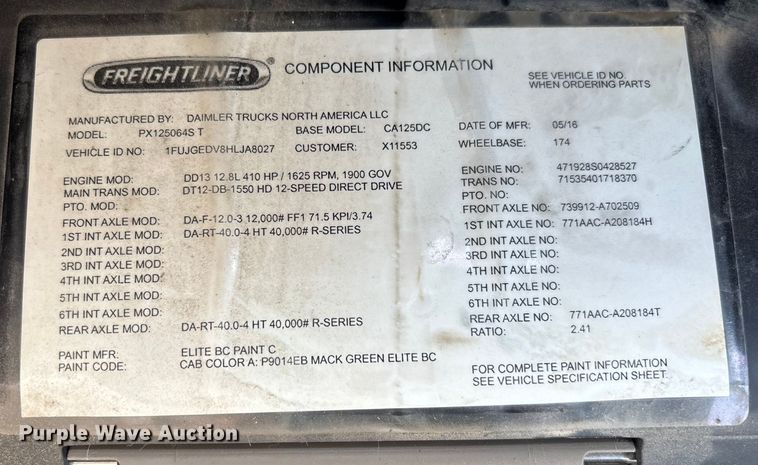 FREIGHTLINER® COMPONENT INFORMATION
SEE VEHICLE ID NO.
WHEN ORDERING PARTS
MANUFACTURED BY: DAIMLER TRUCKS NORTH AMERICA LLC
MODEL: PX125064S T BASE MODEL: CA125DC DATE OF MFR: 05/16
VEHICLE ID NO: 1FUJGEDV8HLJA8027 CUSTOMER: X11553 WHEELBASE: 174
ENGINE MOD: DD13 12.8L 410 HP / 1625 RPM, 1900 GOV ENGINE NO: 471928S0428527
MAIN TRANS MOD: DT12-DB-1550 HD 12-SPEED DIRECT DRIVE TRANS NO: 71535401718370
PTO. MOD: PTO. NO:
FRONT AXLE MOD: DA-F-12.0-3 12,000# FF1 71.5 KPI/3.74 FRONT AXLE NO: 739912-A702509
1ST INT AXLE MOD: DA-RT-40.0-4 HT 40,000# R-SERIES 1ST INT AXLE NO: 771AAC-A208184H
2ND INT AXLE MOD: 2ND INT AXLE NO:
3RD INT AXLE MOD: 3RD INT AXLE NO:
4TH INT AXLE MOD: 4TH INT AXLE NO:
5TH INT AXLE MOD: 5TH INT AXLE NO:
6TH INT AXLE MOD: 6TH INT AXLE NO:
REAR AXLE MOD: DA-RT-40.0-4 HT 40,000# R-SERIES REAR AXLE NO: 771AAC-A208184T
RATIO: 2.41
PAINT MFR: ELITE BC PAINT C
PAINT CODE: CAB COLOR A: P9014EB MACK GREEN ELITE BC
FOR COMPLETE PAINT INFORMATION
SEE VEHICLE SPECIFICATION SHEET.
Purple Wave Auction